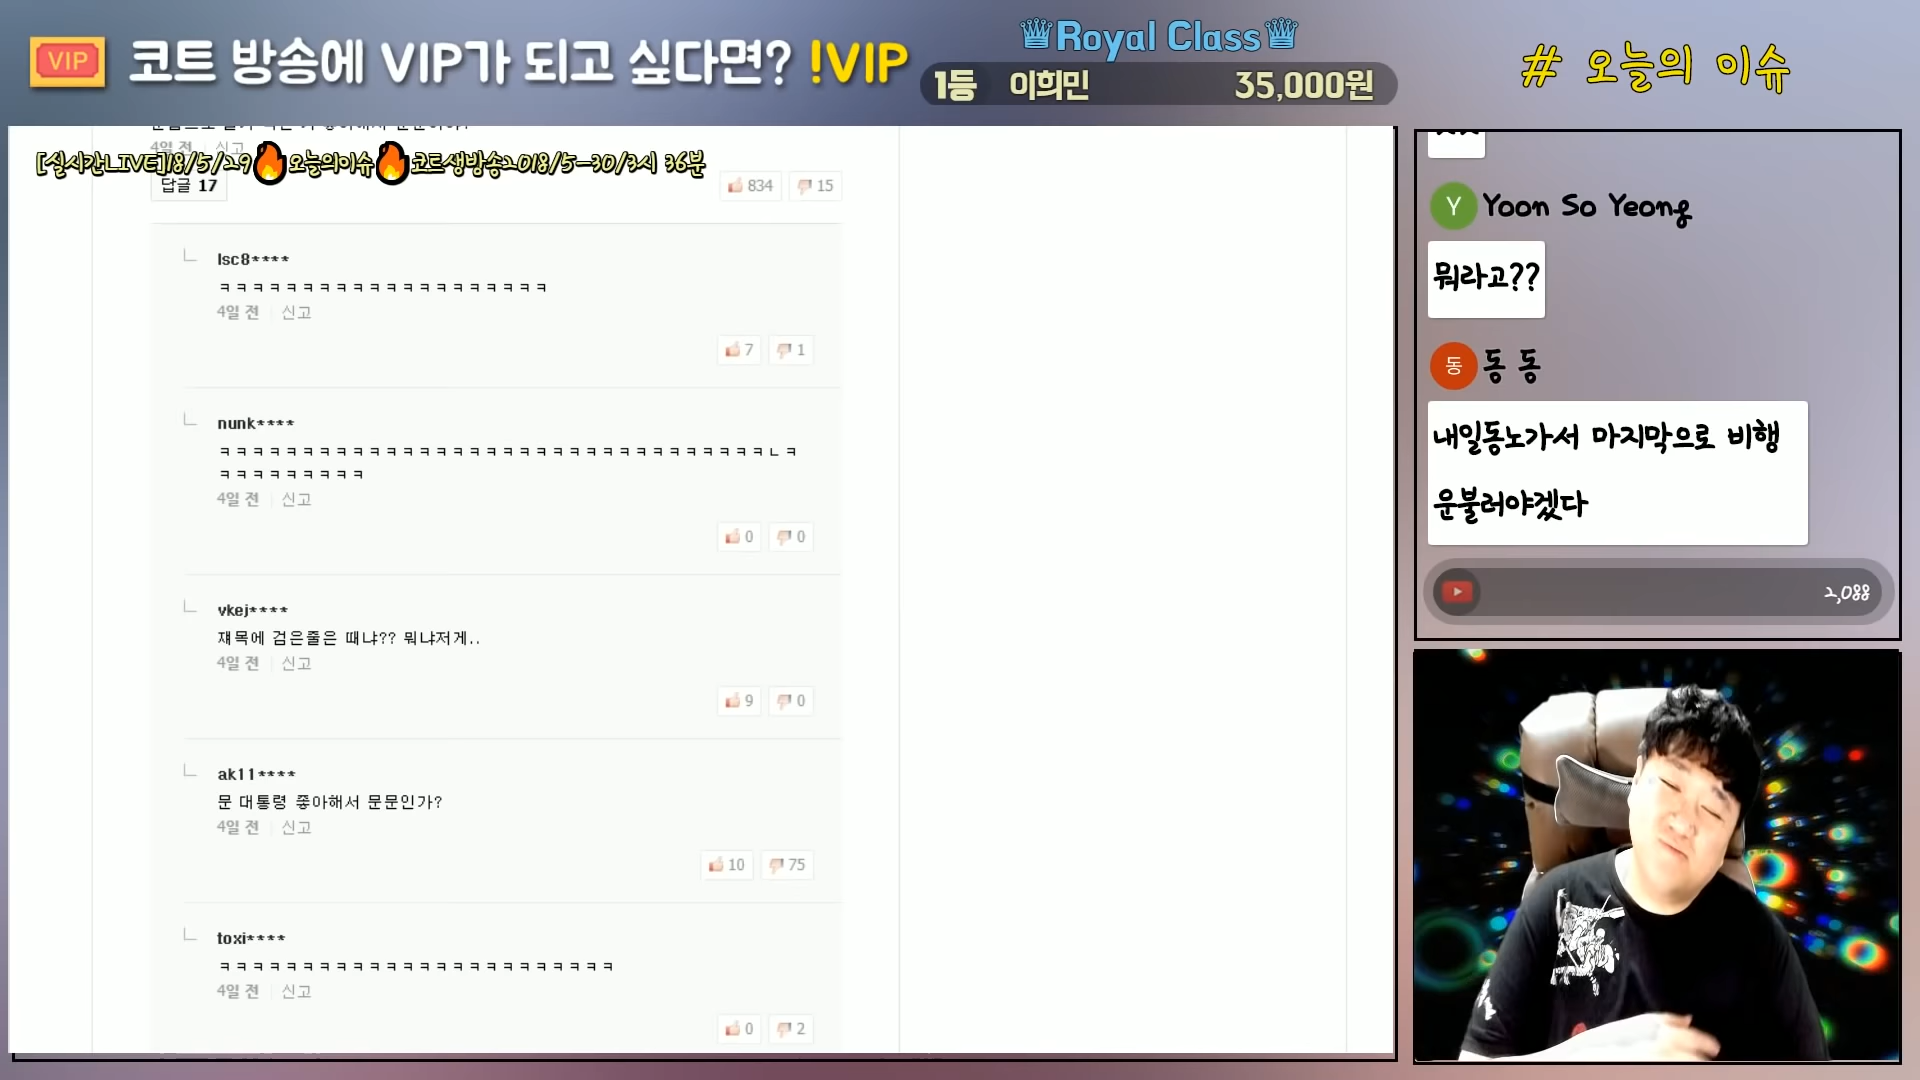 VIP 코트 방송에 VIP가 되고 싶다면? !VIP
♕Royal Class♕
1등 이희민 35,000원
# 오늘의 이슈
4일 전 신고
[실시간LIVE]18/5/29🔥오늘의이슈🔥코트생방송2018/5-30/3시 36분
답글 17
834 15
lsc8****
ㅋㅋㅋㅋㅋㅋㅋㅋㅋㅋㅋㅋㅋㅋㅋㅋㅋㅋㅋㅋ
4일 전 신고
7 1
nunk****
ㅋㅋㅋㅋㅋㅋㅋㅋㅋㅋㅋㅋㅋㅋㅋㅋㅋㅋㅋㅋㅋㅋㅋㅋㅋㅋㅋㅋㅋㅋㅋㅋㅋㄴㅋ
ㅋㅋㅋㅋㅋㅋㅋㅋㅋ
4일 전 신고
0 0
vkej****
재목에 검은줄은 때냐?? 뭐냐저게..
4일 전 신고
9 0
ak11****
문 대통령 좋아해서 문문인가?
4일 전 신고
10 75
toxi****
ㅋㅋㅋㅋㅋㅋㅋㅋㅋㅋㅋㅋㅋㅋㅋㅋㅋㅋㅋㅋㅋㅋㅋㅋ
4일 전 신고
0 2
Y Yoon So Yeong
뭐라고??
동 동 동
내일동노가서 마지막으로 비행
운불러야겠다
2,088